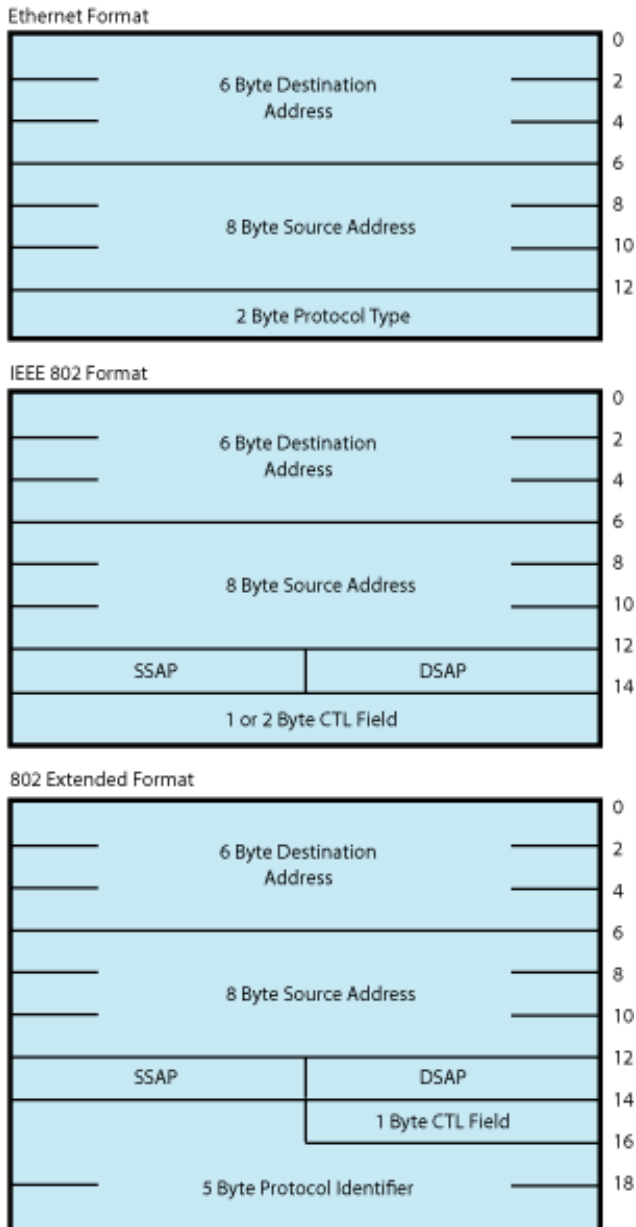 Ethernet Format
0
6 Byte Destination
Address
2
4
6
8 Byte Source Address
8
10
12
2 Byte Protocol Type
IEEE 802 Format
0
6 Byte Destination
Address
2
4
6
8 Byte Source Address
8
10
12
SSAP DSAP
14
1 or 2 Byte CTL Field
802 Extended Format
0
6 Byte Destination
Address
2
4
6
8 Byte Source Address
8
10
12
SSAP DSAP
14
1 Byte CTL Field
16
5 Byte Protocol Identifier
18